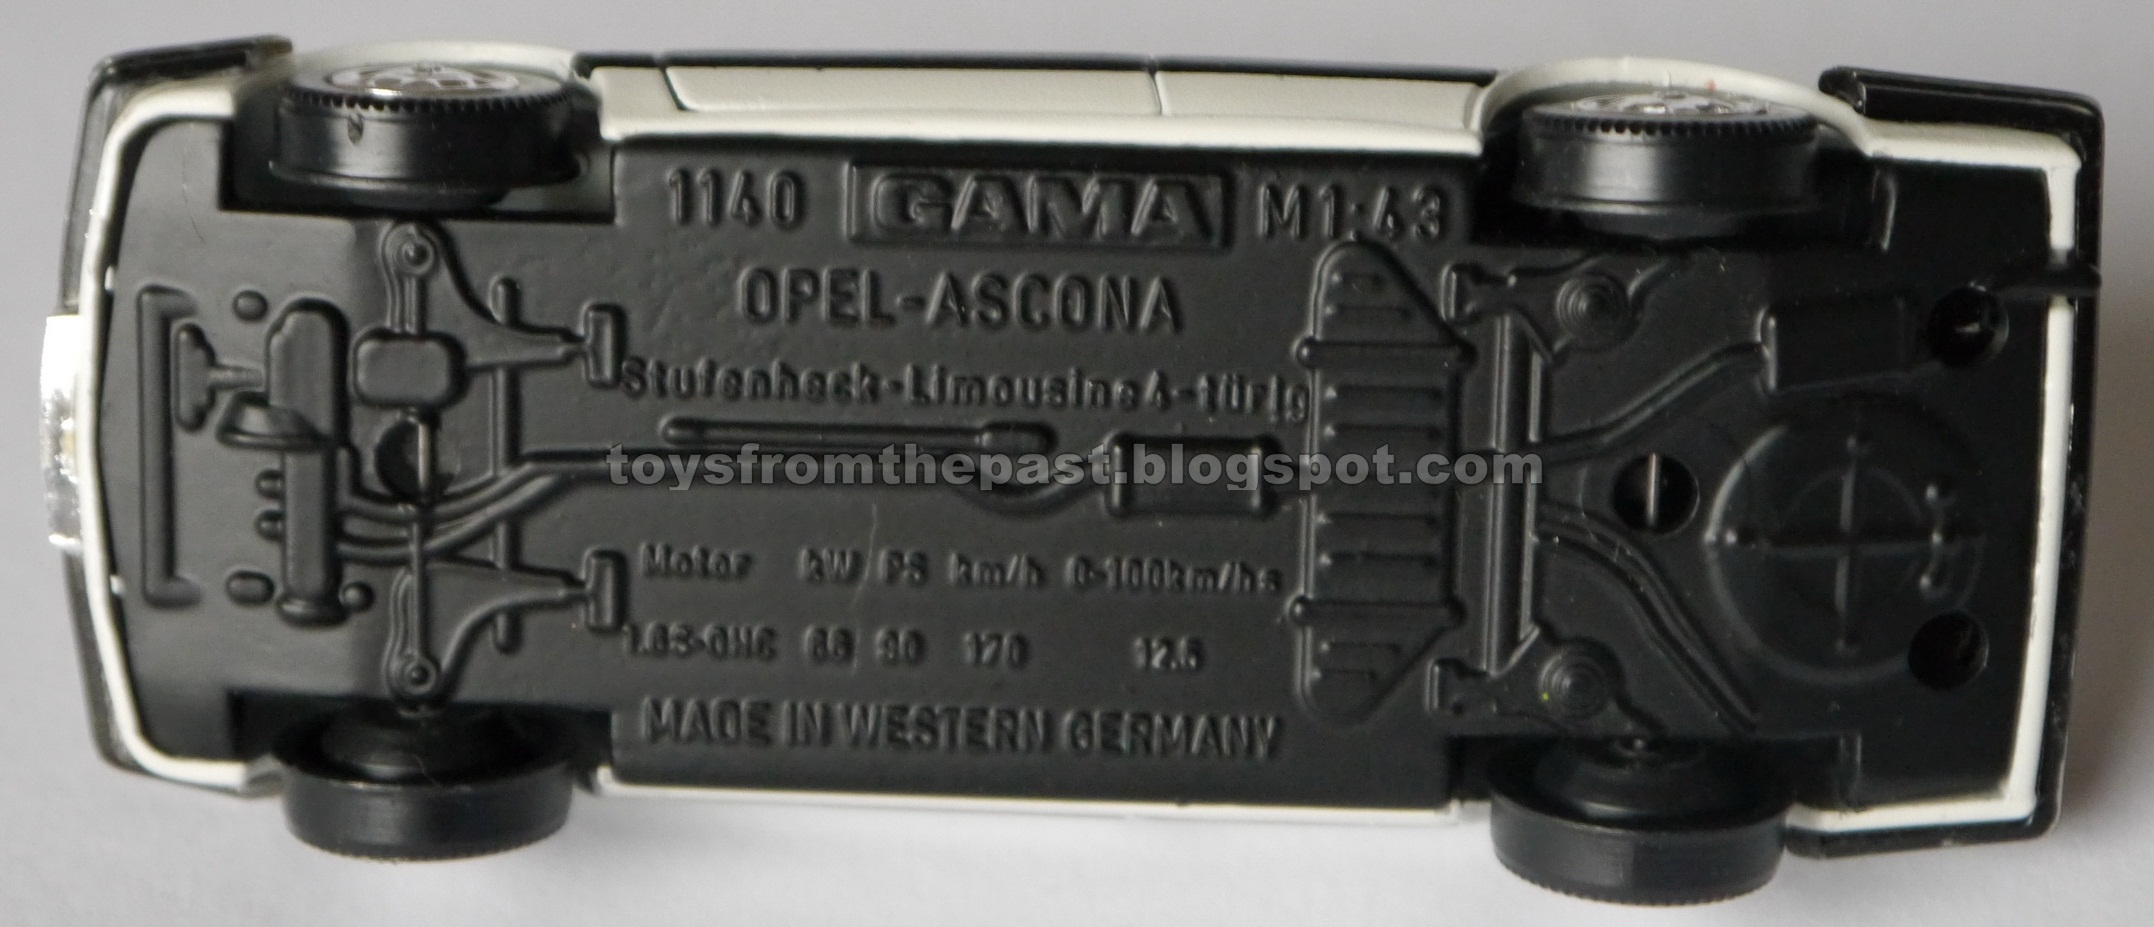 1140 GAMA M1:43
OPEL-ASCONA
Stufenheck-Limousine 4-türig
toysfromthepast.blogspot.com
Motor kW PS km/h 0-100km/h s
1.6S-OHC 66 90 170 12.5
MADE IN WESTERN GERMANY